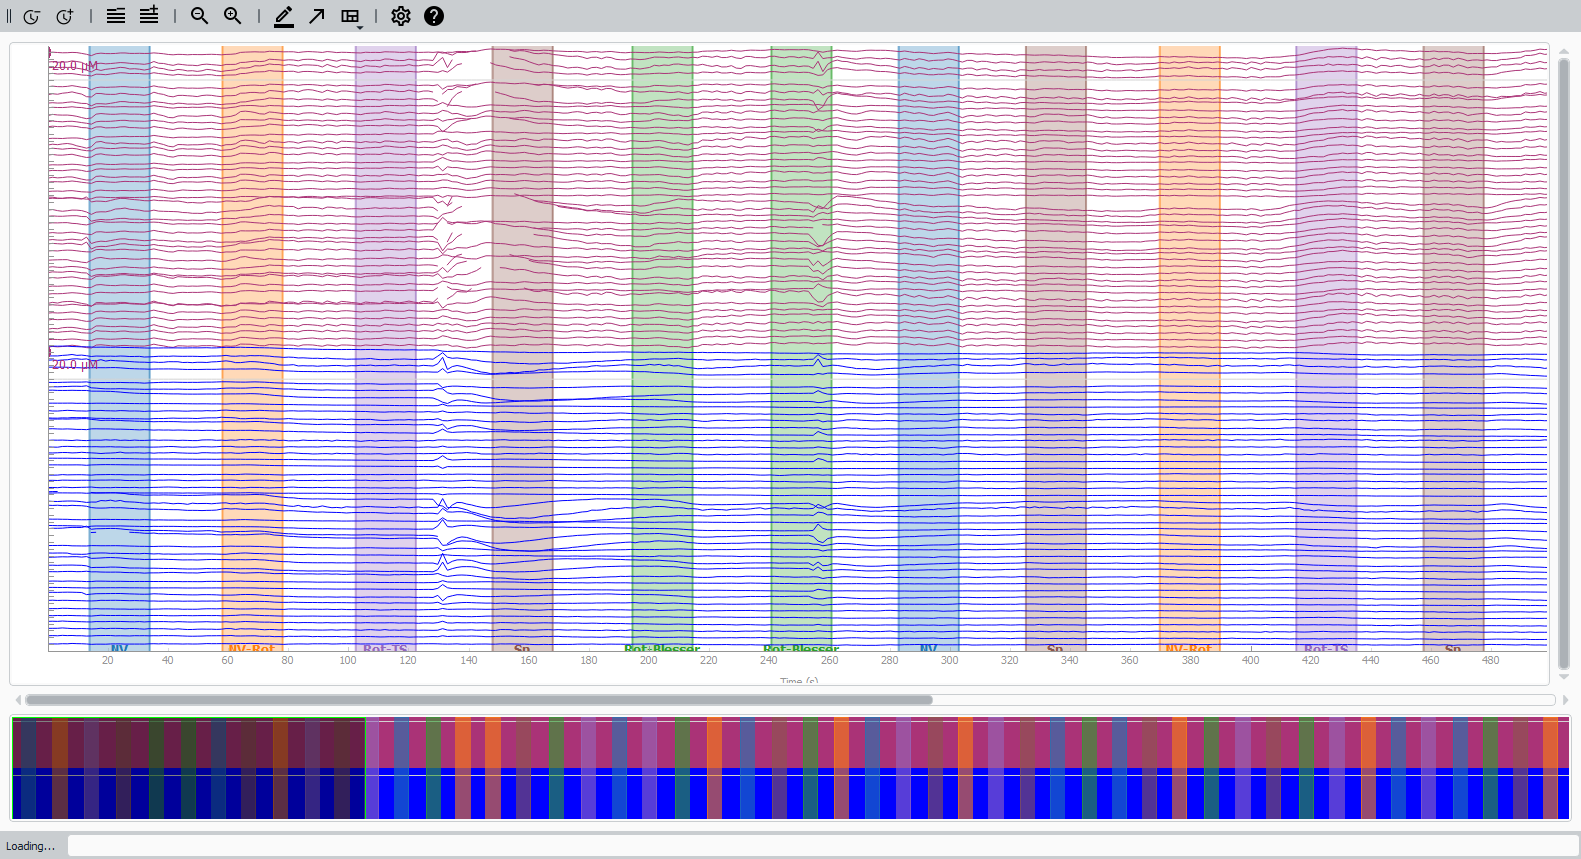 20.0 µM
20.0 µM
NV NV-Rot Rot-TS Sp Rot-Blesser Rot-Blesser NV Sp NV-Rot Rot-TS Sp
20 40 60 80 100 120 140 160 180 200 220 240 260 280 300 320 340 360 380 400 420 440 460 480
Time (s)
Loading...